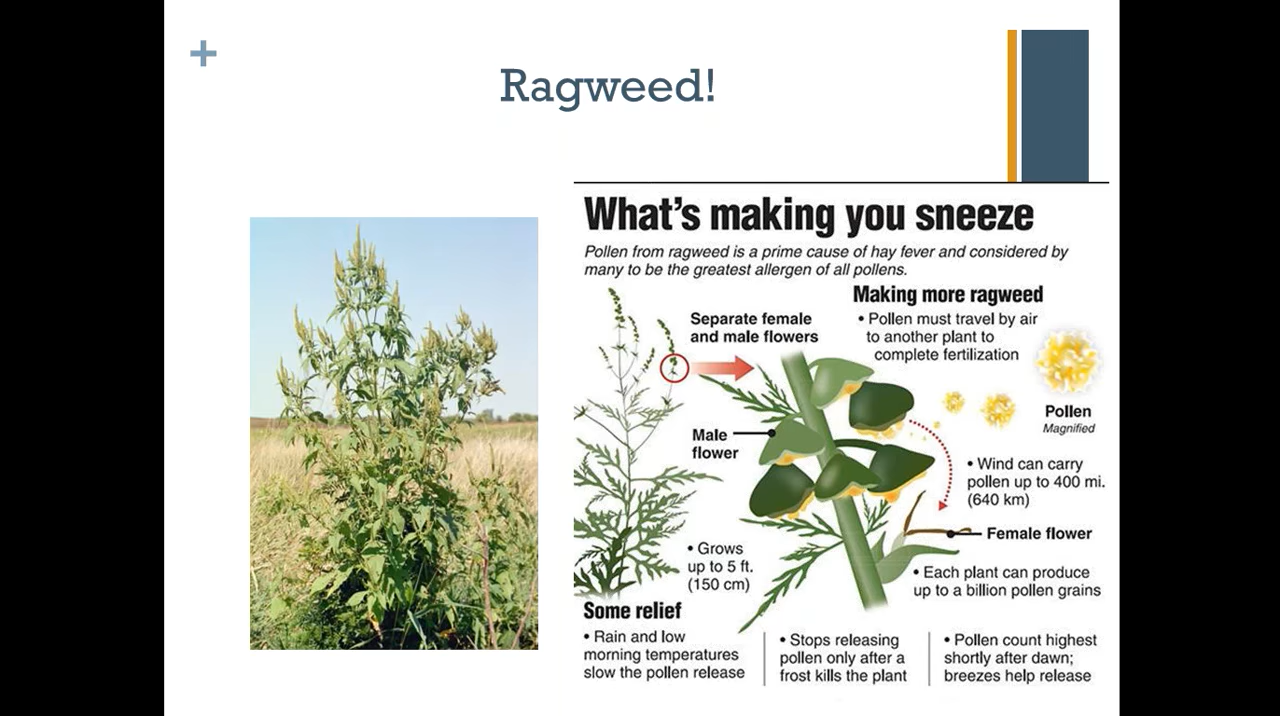 +
Ragweed!
What's making you sneeze
Pollen from ragweed is a prime cause of hay fever and considered by
many to be the greatest allergen of all pollens.
Separate female
and male flowers
Making more ragweed
• Pollen must travel by air
to another plant to
complete fertilization
Pollen
Magnified
Male
flower
• Wind can carry
pollen up to 400 mi.
(640 km)
Female flower
• Grows
up to 5 ft.
(150 cm)
• Each plant can produce
up to a billion pollen grains
Some relief
• Rain and low
morning temperatures
slow the pollen release
• Stops releasing
pollen only after a
frost kills the plant
• Pollen count highest
shortly after dawn;
breezes help release